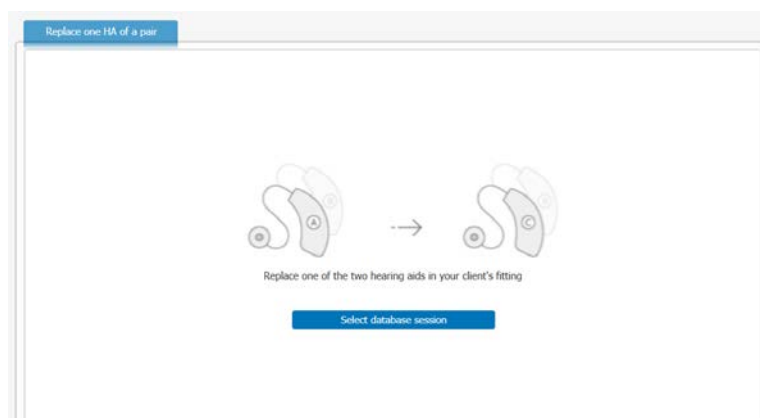 Replace one HA of a pair
A
C
Replace one of the two hearing aids in your client's fitting
Select database session